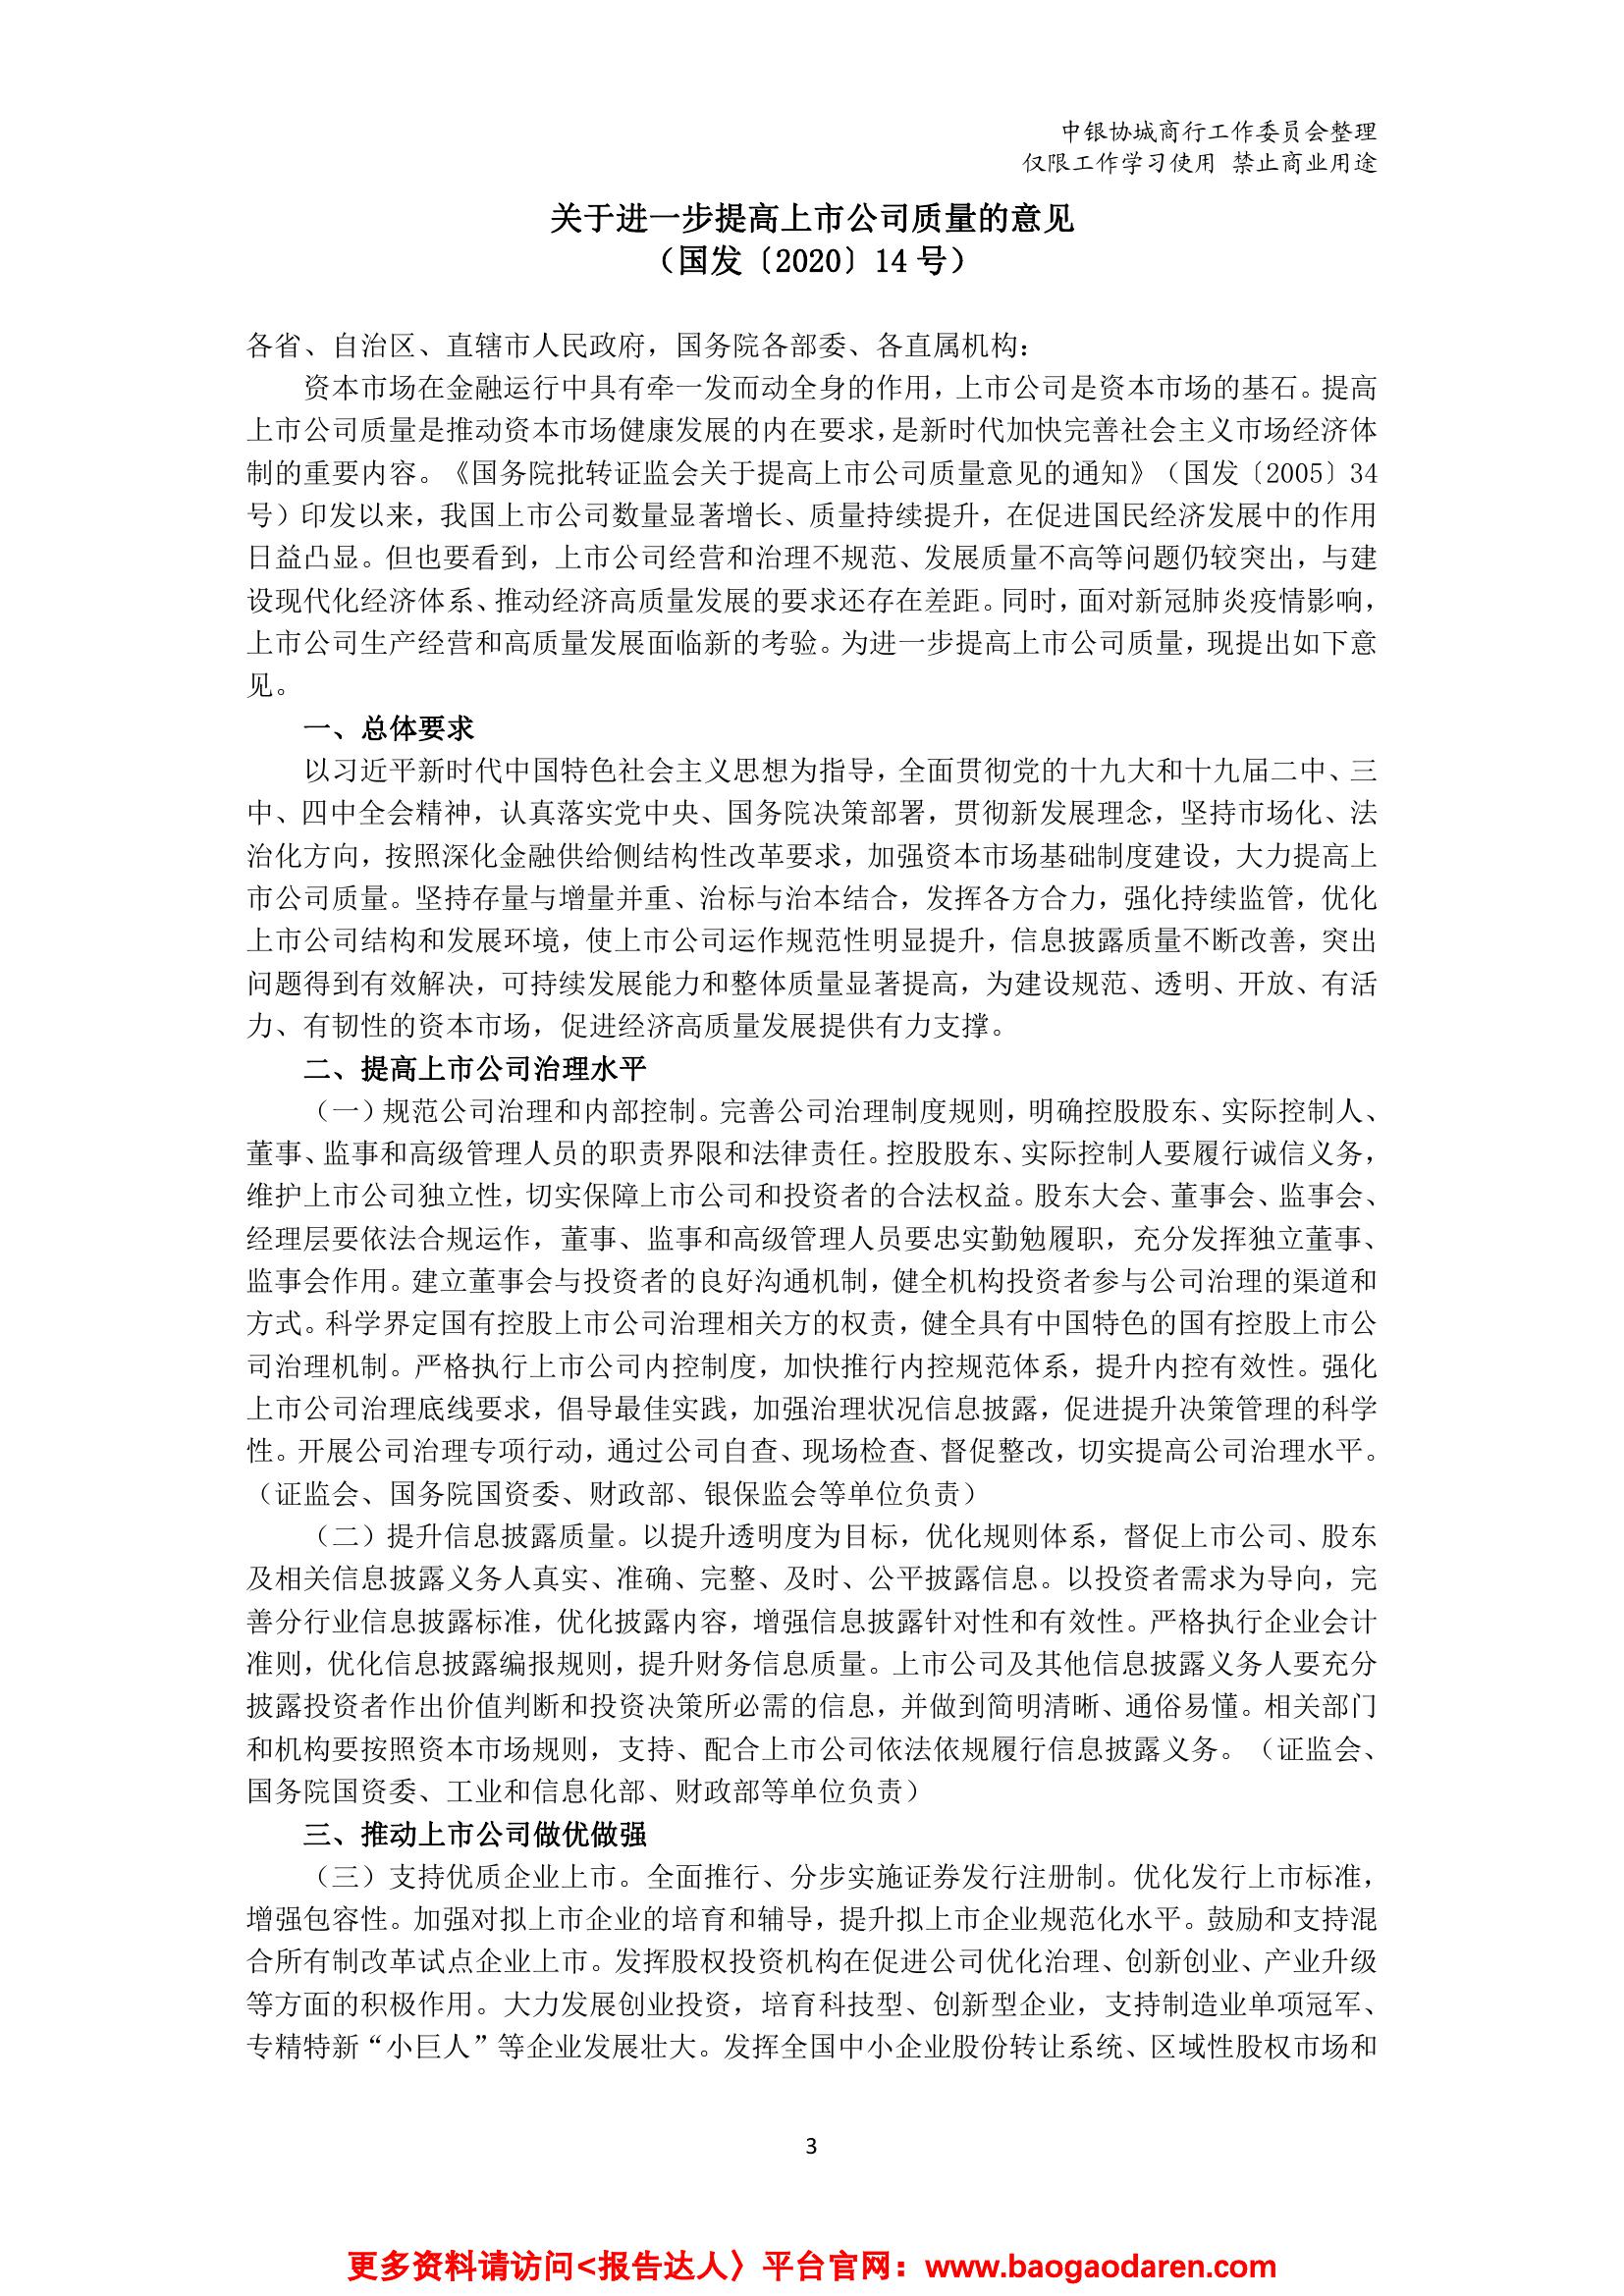 中银协城商行工作委员会整理
仅限工作学习使用 禁止商业用途
关于进一步提高上市公司质量的意见
（国发〔2020〕14 号）
各省、自治区、直辖市人民政府，国务院各部委、各直属机构：
资本市场在金融运行中具有牵一发而动全身的作用，上市公司是资本市场的基石。提高
上市公司质量是推动资本市场健康发展的内在要求，是新时代加快完善社会主义市场经济体
制的重要内容。《国务院批转证监会关于提高上市公司质量意见的通知》（国发〔2005〕34
号）印发以来，我国上市公司数量显著增长、质量持续提升，在促进国民经济发展中的作用
日益凸显。但也要看到，上市公司经营和治理不规范、发展质量不高等问题仍较突出，与建
设现代化经济体系、推动经济高质量发展的要求还存在差距。同时，面对新冠肺炎疫情影响，
上市公司生产经营和高质量发展面临新的考验。为进一步提高上市公司质量，现提出如下意
见。
一、总体要求
以习近平新时代中国特色社会主义思想为指导，全面贯彻党的十九大和十九届二中、三
中、四中全会精神，认真落实党中央、国务院决策部署，贯彻新发展理念，坚持市场化、法
治化方向，按照深化金融供给侧结构性改革要求，加强资本市场基础制度建设，大力提高上
市公司质量。坚持存量与增量并重、治标与治本结合，发挥各方合力，强化持续监管，优化
上市公司结构和发展环境，使上市公司运作规范性明显提升，信息披露质量不断改善，突出
问题得到有效解决，可持续发展能力和整体质量显著提高，为建设规范、透明、开放、有活
力、有韧性的资本市场，促进经济高质量发展提供有力支撑。
二、提高上市公司治理水平
（一）规范公司治理和内部控制。完善公司治理制度规则，明确控股股东、实际控制人、
董事、监事和高级管理人员的职责界限和法律责任。控股股东、实际控制人要履行诚信义务，
维护上市公司独立性，切实保障上市公司和投资者的合法权益。股东大会、董事会、监事会、
经理层要依法合规运作，董事、监事和高级管理人员要忠实勤勉履职，充分发挥独立董事、
监事会作用。建立董事会与投资者的良好沟通机制，健全机构投资者参与公司治理的渠道和
方式。科学界定国有控股上市公司治理相关方的权责，健全具有中国特色的国有控股上市公
司治理机制。严格执行上市公司内控制度，加快推行内控规范体系，提升内控有效性。强化
上市公司治理底线要求，倡导最佳实践，加强治理状况信息披露，促进提升决策管理的科学
性。开展公司治理专项行动，通过公司自查、现场检查、督促整改，切实提高公司治理水平。
（证监会、国务院国资委、财政部、银保监会等单位负责）
（二）提升信息披露质量。以提升透明度为目标，优化规则体系，督促上市公司、股东
及相关信息披露义务人真实、准确、完整、及时、公平披露信息。以投资者需求为导向，完
善分行业信息披露标准，优化披露内容，增强信息披露针对性和有效性。严格执行企业会计
准则，优化信息披露编报规则，提升财务信息质量。上市公司及其他信息披露义务人要充分
披露投资者作出价值判断和投资决策所必需的信息，并做到简明清晰、通俗易懂。相关部门
和机构要按照资本市场规则，支持、配合上市公司依法依规履行信息披露义务。（证监会、
国务院国资委、工业和信息化部、财政部等单位负责）
三、推动上市公司做优做强
（三）支持优质企业上市。全面推行、分步实施证券发行注册制。优化发行上市标准，
增强包容性。加强对拟上市企业的培育和辅导，提升拟上市企业规范化水平。鼓励和支持混
合所有制改革试点企业上市。发挥股权投资机构在促进公司优化治理、创新创业、产业升级
等方面的积极作用。大力发展创业投资，培育科技型、创新型企业，支持制造业单项冠军、
专精特新“小巨人”等企业发展壮大。发挥全国中小企业股份转让系统、区域性股权市场和
3
更多资料请访问<报告达人〉平台官网：www.baogaodaren.com